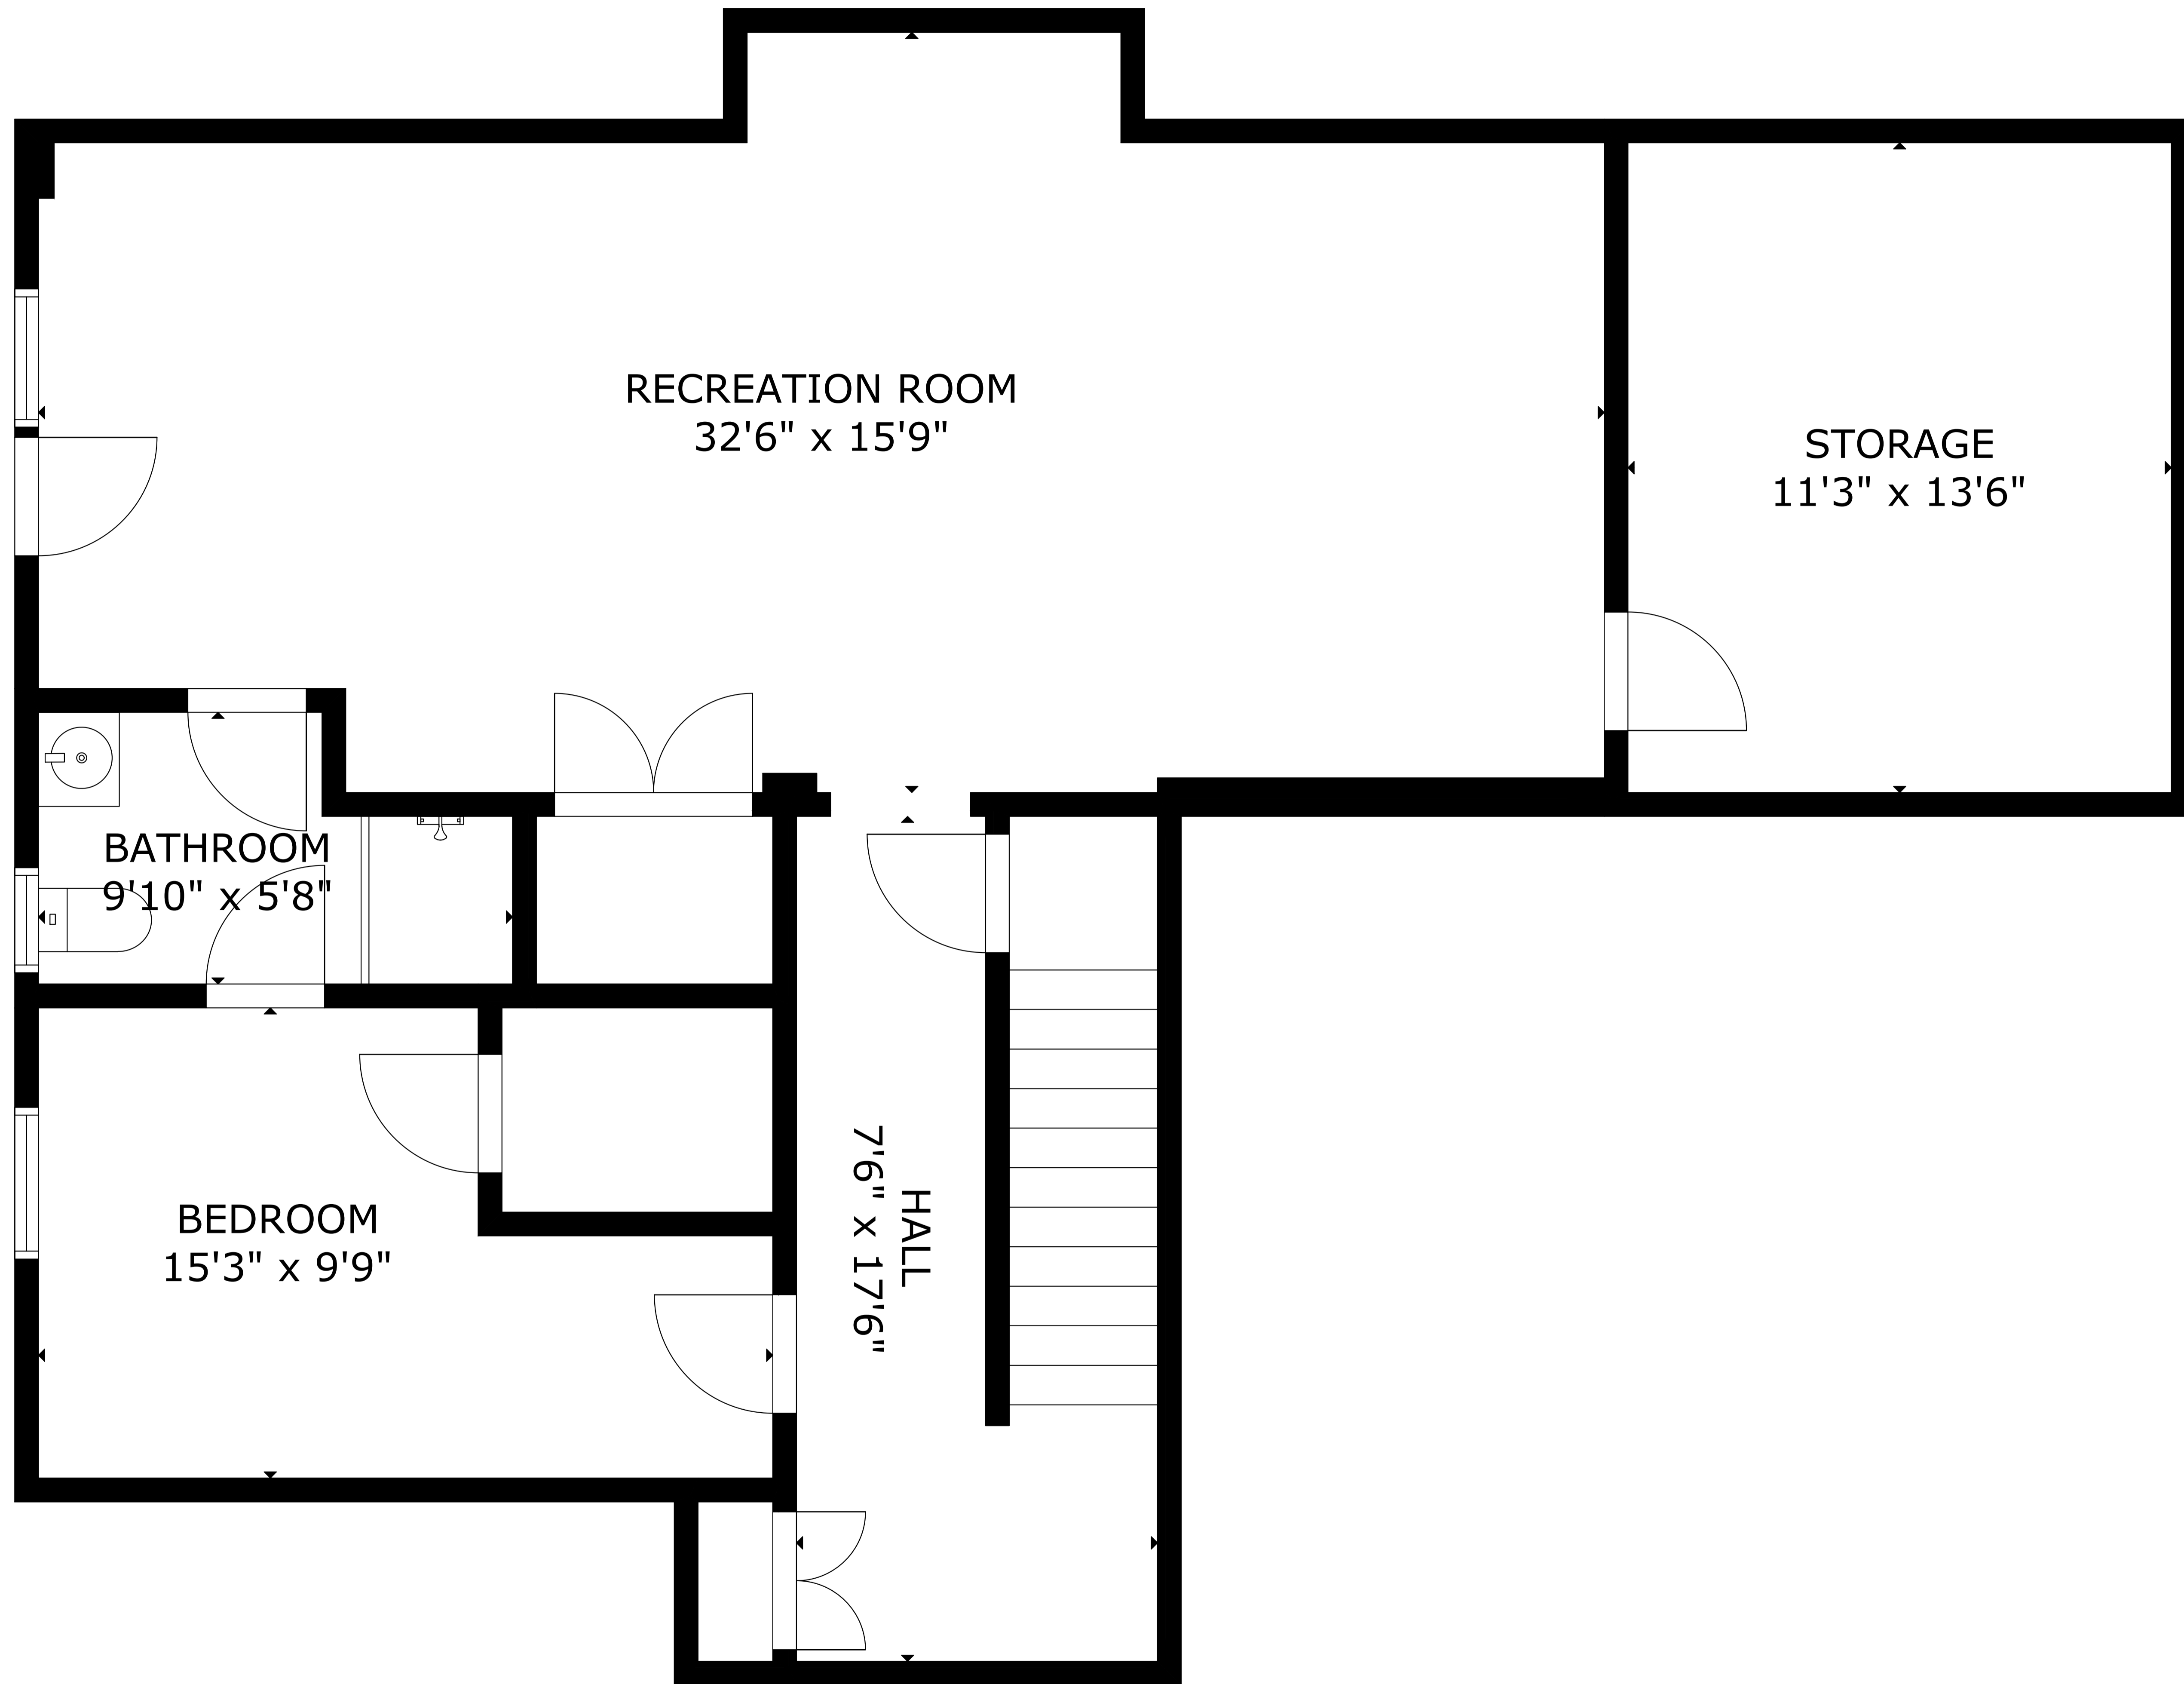 RECREATION ROOM
32'6" x 15'9"
STORAGE
11'3" x 13'6"
BATHROOM
9'10" x 5'8"
BEDROOM
15'3" x 9'9"
HALL
7'6" x 17'6"